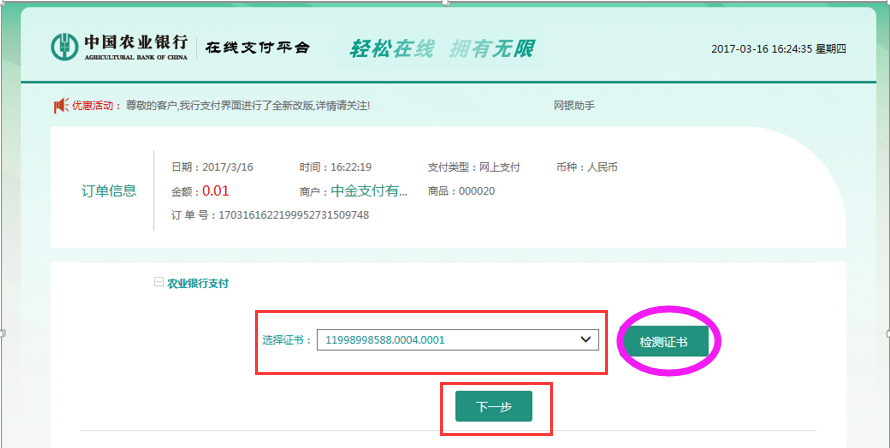 中国农业银行
AGRICULTURAL BANK OF CHINA
在线支付平台
轻松在线 拥有无限
2017-03-16 16:24:35 星期四
优惠活动： 尊敬的客户,我行支付界面进行了全新改版,详情请关注!
网银助手
订单信息
日期：2017/3/16 时间：16:22:19 支付类型：网上支付 币种：人民币
金额：0.01 商户：中金支付有... 商品：000020
订 单 号：1703161622199952731509748
农业银行支付
选择证书： 11998998588.0004.0001
检测证书
下一步